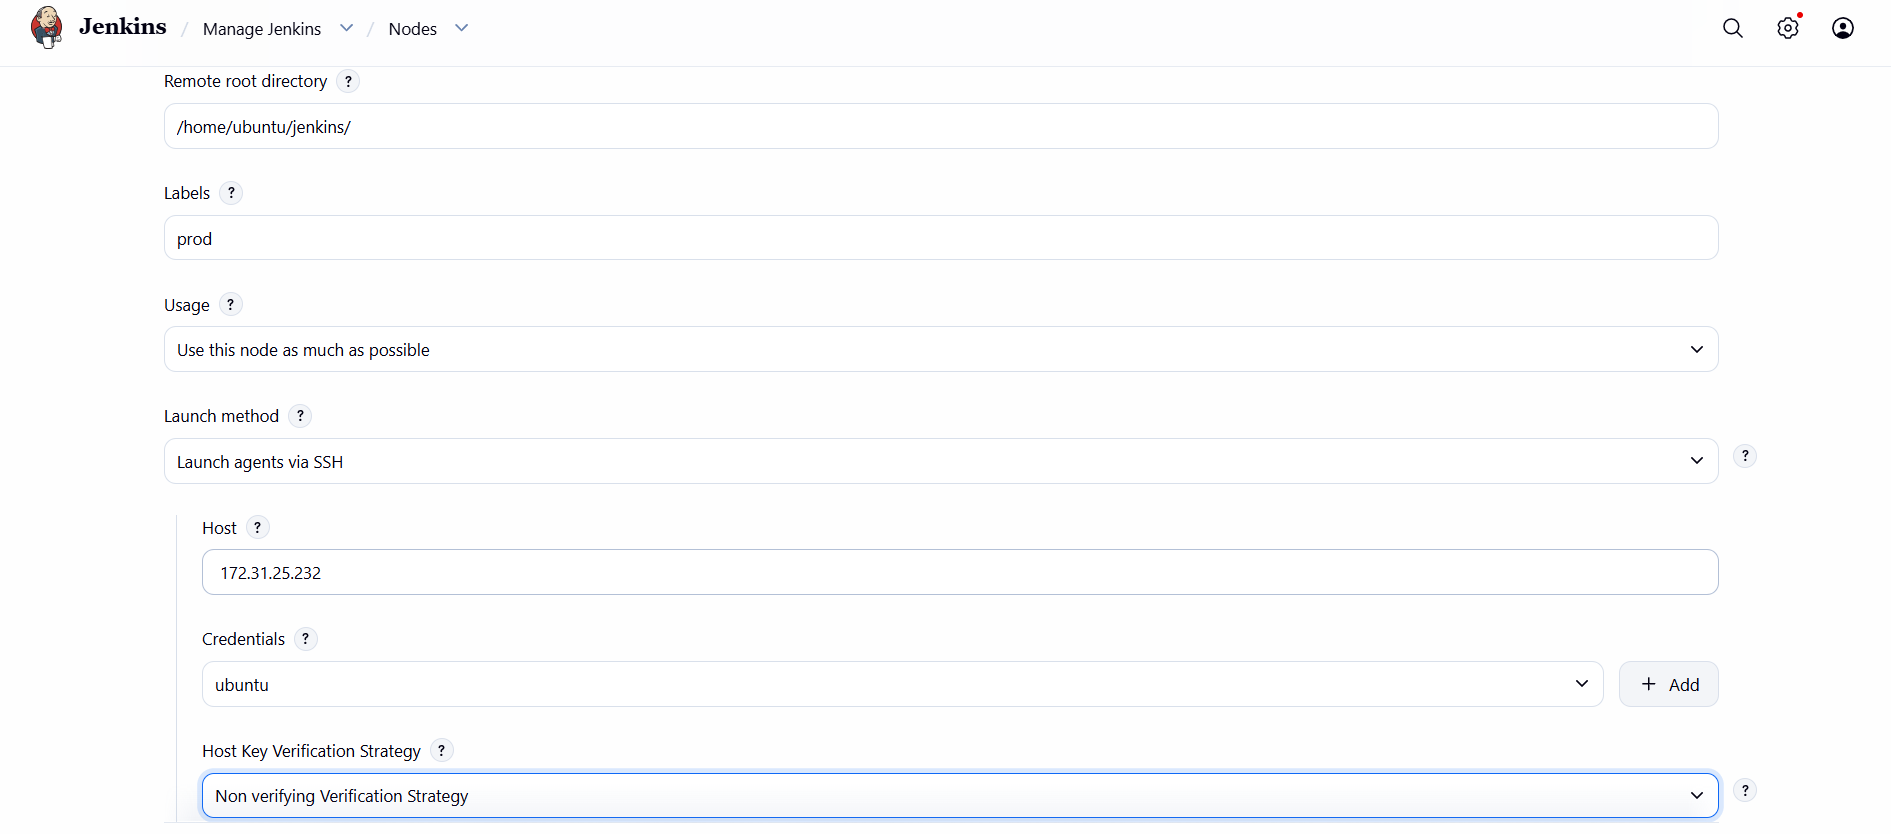 Jenkins / Manage Jenkins / Nodes
Remote root directory ?
/home/ubuntu/jenkins/
Labels ?
prod
Usage ?
Use this node as much as possible
Launch method ?
Launch agents via SSH
?
Host ?
172.31.25.232
Credentials ?
ubuntu
+ Add
Host Key Verification Strategy ?
Non verifying Verification Strategy
?